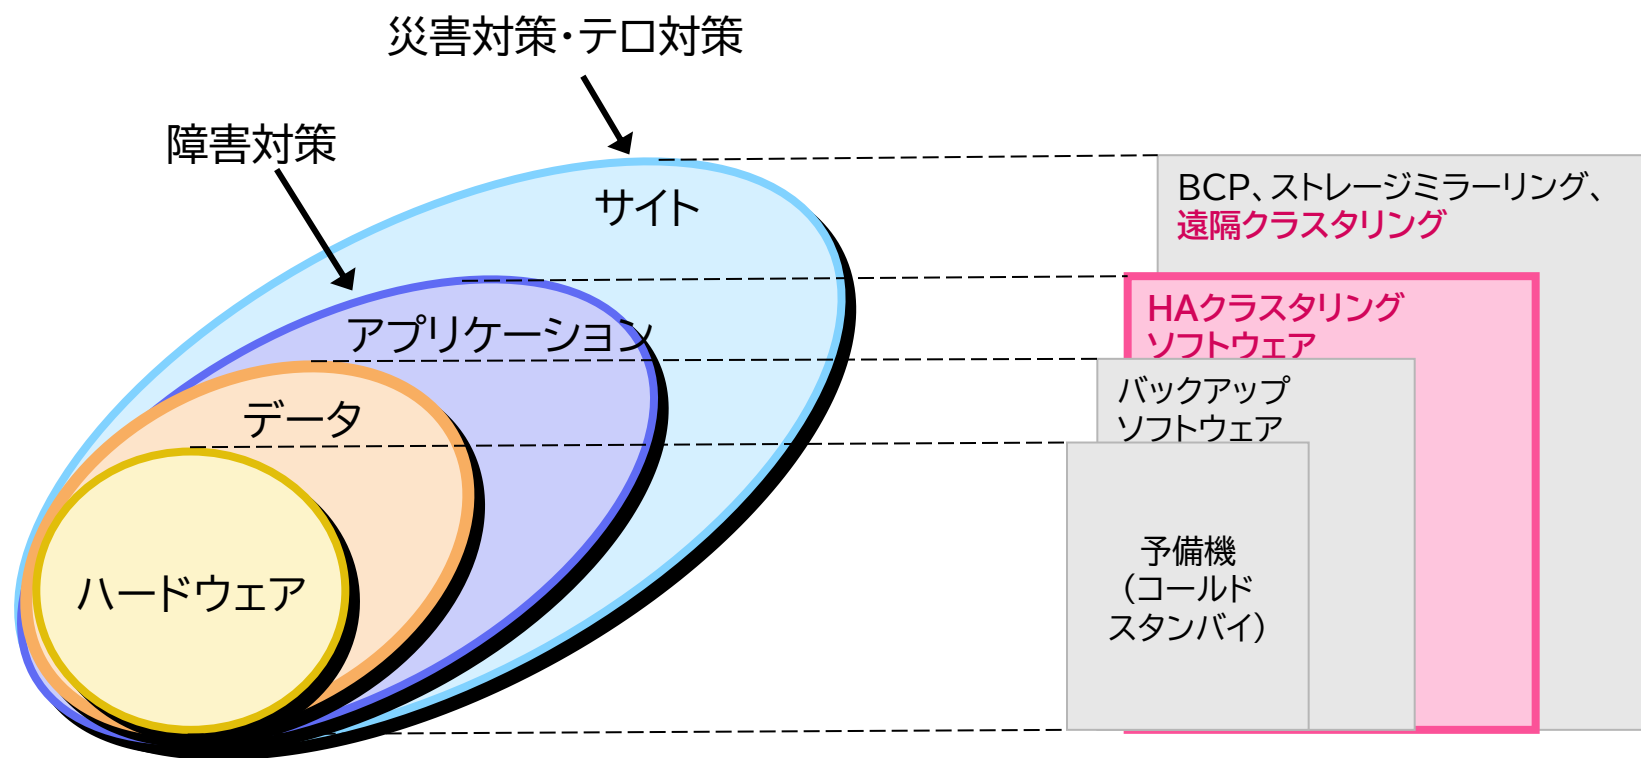 災害対策・テロ対策
障害対策
サイト
アプリケーション
データ
ハードウェア
BCP、ストレージミラーリング、
遠隔クラスタリング
HAクラスタリング
ソフトウェア
バックアップ
ソフトウェア
予備機
(コールド
スタンバイ)